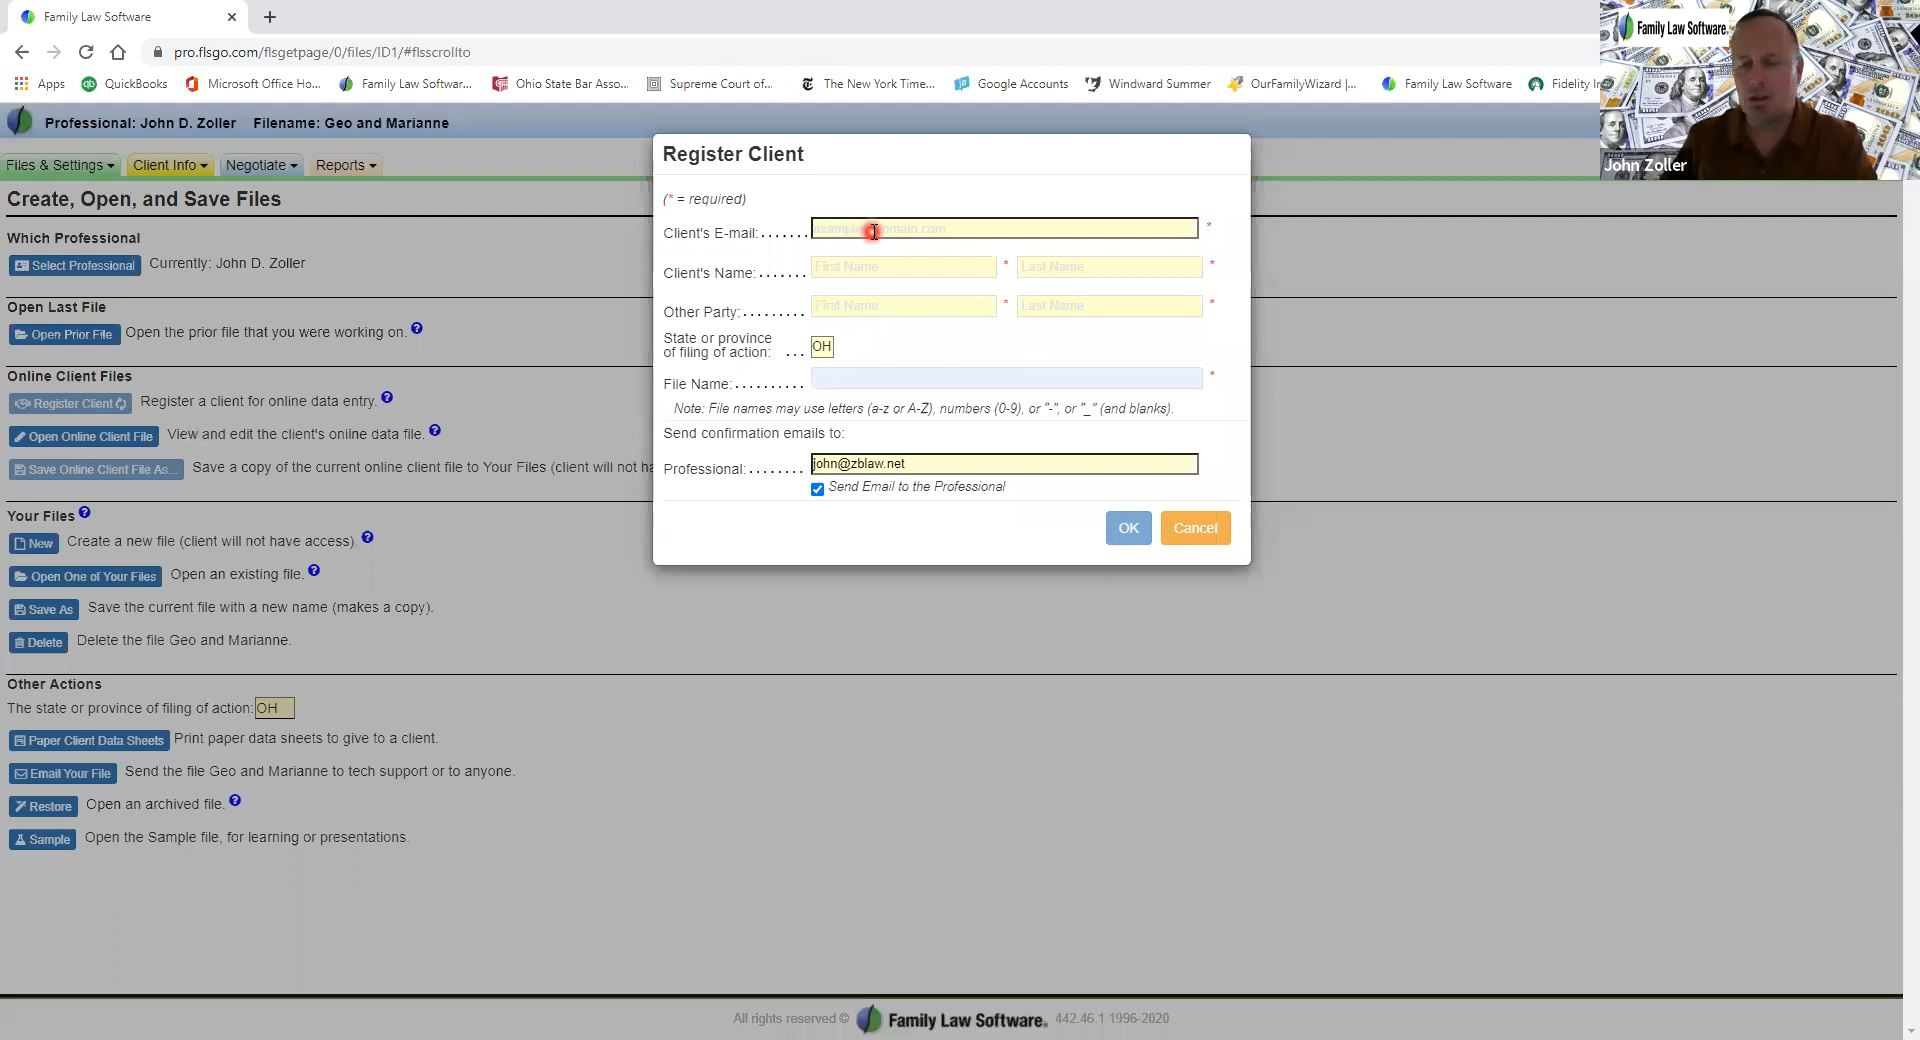 Family Law Software
pro.flsgo.com/flsgetpage/0/files/ID1/#flsscrollto
Apps QuickBooks Microsoft Office Ho... Family Law Softwar... Ohio State Bar Asso... Supreme Court of... The New York Time... Google Accounts Windward Summer OurFamilyWizard |... Family Law Software Fidelity In
Family Law Software.
John Zoller
Professional: John D. Zoller Filename: Geo and Marianne
Files & Settings Client Info Negotiate Reports
Create, Open, and Save Files
Which Professional
Select Professional Currently: John D. Zoller
Open Last File
Open Prior File Open the prior file that you were working on.
Online Client Files
Register Client Register a client for online data entry.
Open Online Client File View and edit the client's online data file.
Save Online Client File As... Save a copy of the current online client file to Your Files (client will not ha
Your Files
New Create a new file (client will not have access).
Open One of Your Files Open an existing file.
Save As Save the current file with a new name (makes a copy).
Delete Delete the file Geo and Marianne.
Other Actions
The state or province of filing of action: OH
Paper Client Data Sheets Print paper data sheets to give to a client.
Email Your File Send the file Geo and Marianne to tech support or to anyone.
Restore Open an archived file.
Sample Open the Sample file, for learning or presentations.
Register Client
(* = required)
Client's E-mail: ....... *
Client's Name: ....... First Name * Last Name *
Other Party: ......... First Name * Last Name *
State or province
of filing of action: ... OH
File Name: .......... *
Note: File names may use letters (a-z or A-Z), numbers (0-9), or "-", or "_" (and blanks).
Send confirmation emails to:
Professional: ........ john@zblaw.net
Send Email to the Professional
OK Cancel
All rights reserved © Family Law Software. 442.46.1 1996-2020